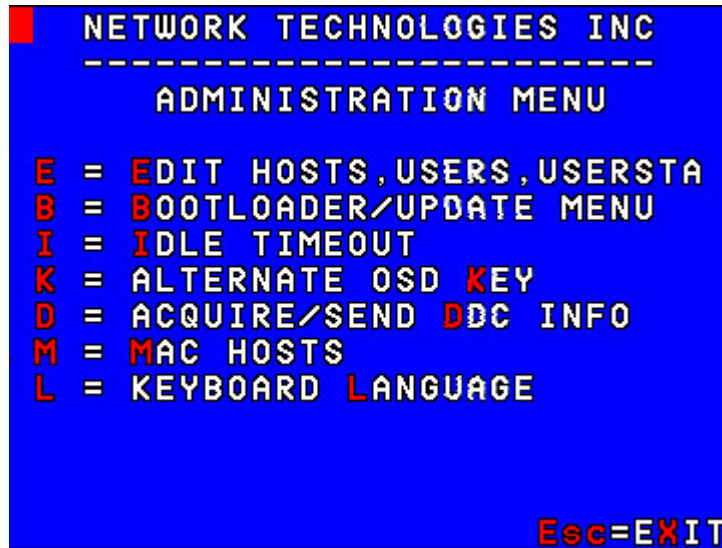 NETWORK TECHNOLOGIES INC
------------------------
ADMINISTRATION MENU
E = EDIT HOSTS,USERS,USERSTA
B = BOOTLOADER/UPDATE MENU
I = IDLE TIMEOUT
K = ALTERNATE OSD KEY
D = ACQUIRE/SEND DDC INFO
M = MAC HOSTS
L = KEYBOARD LANGUAGE
Esc=EXIT